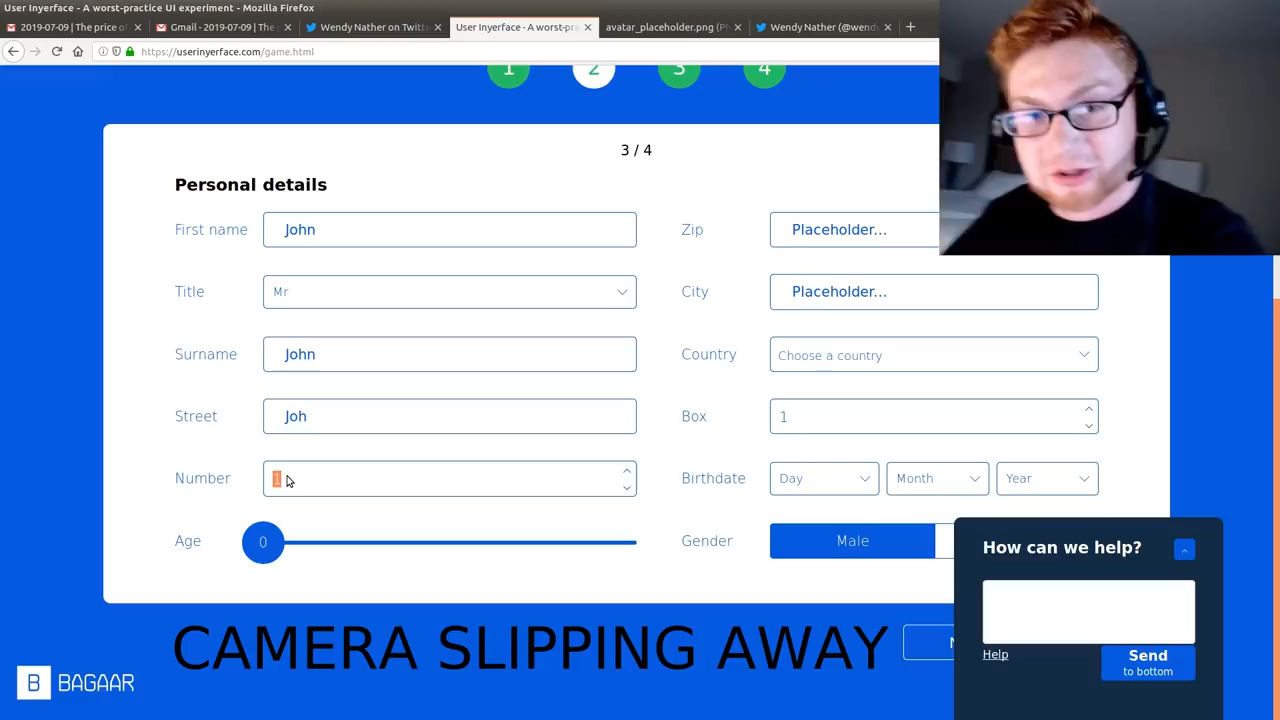 User Inyerface - A worst-practice UI experiment - Mozilla Firefox
2019-07-09 | The price o
Gmail - 2019-07-09 | The
Wendy Nather on Twitt
User Inyerface - A worst-pr
avatar_placeholder.png (P
Wendy Nather (@wend
https://userinyerface.com/game.html
1 2 3 4
3 / 4
Personal details
First name John
Zip Placeholder...
Title Mr
City Placeholder...
Surname John
Country Choose a country
Street Joh
Box 1
Number 1
Birthdate Day Month Year
Age 0
Gender Male
How can we help?
Help
Send
to bottom
CAMERA SLIPPING AWAY
B BAGAAR